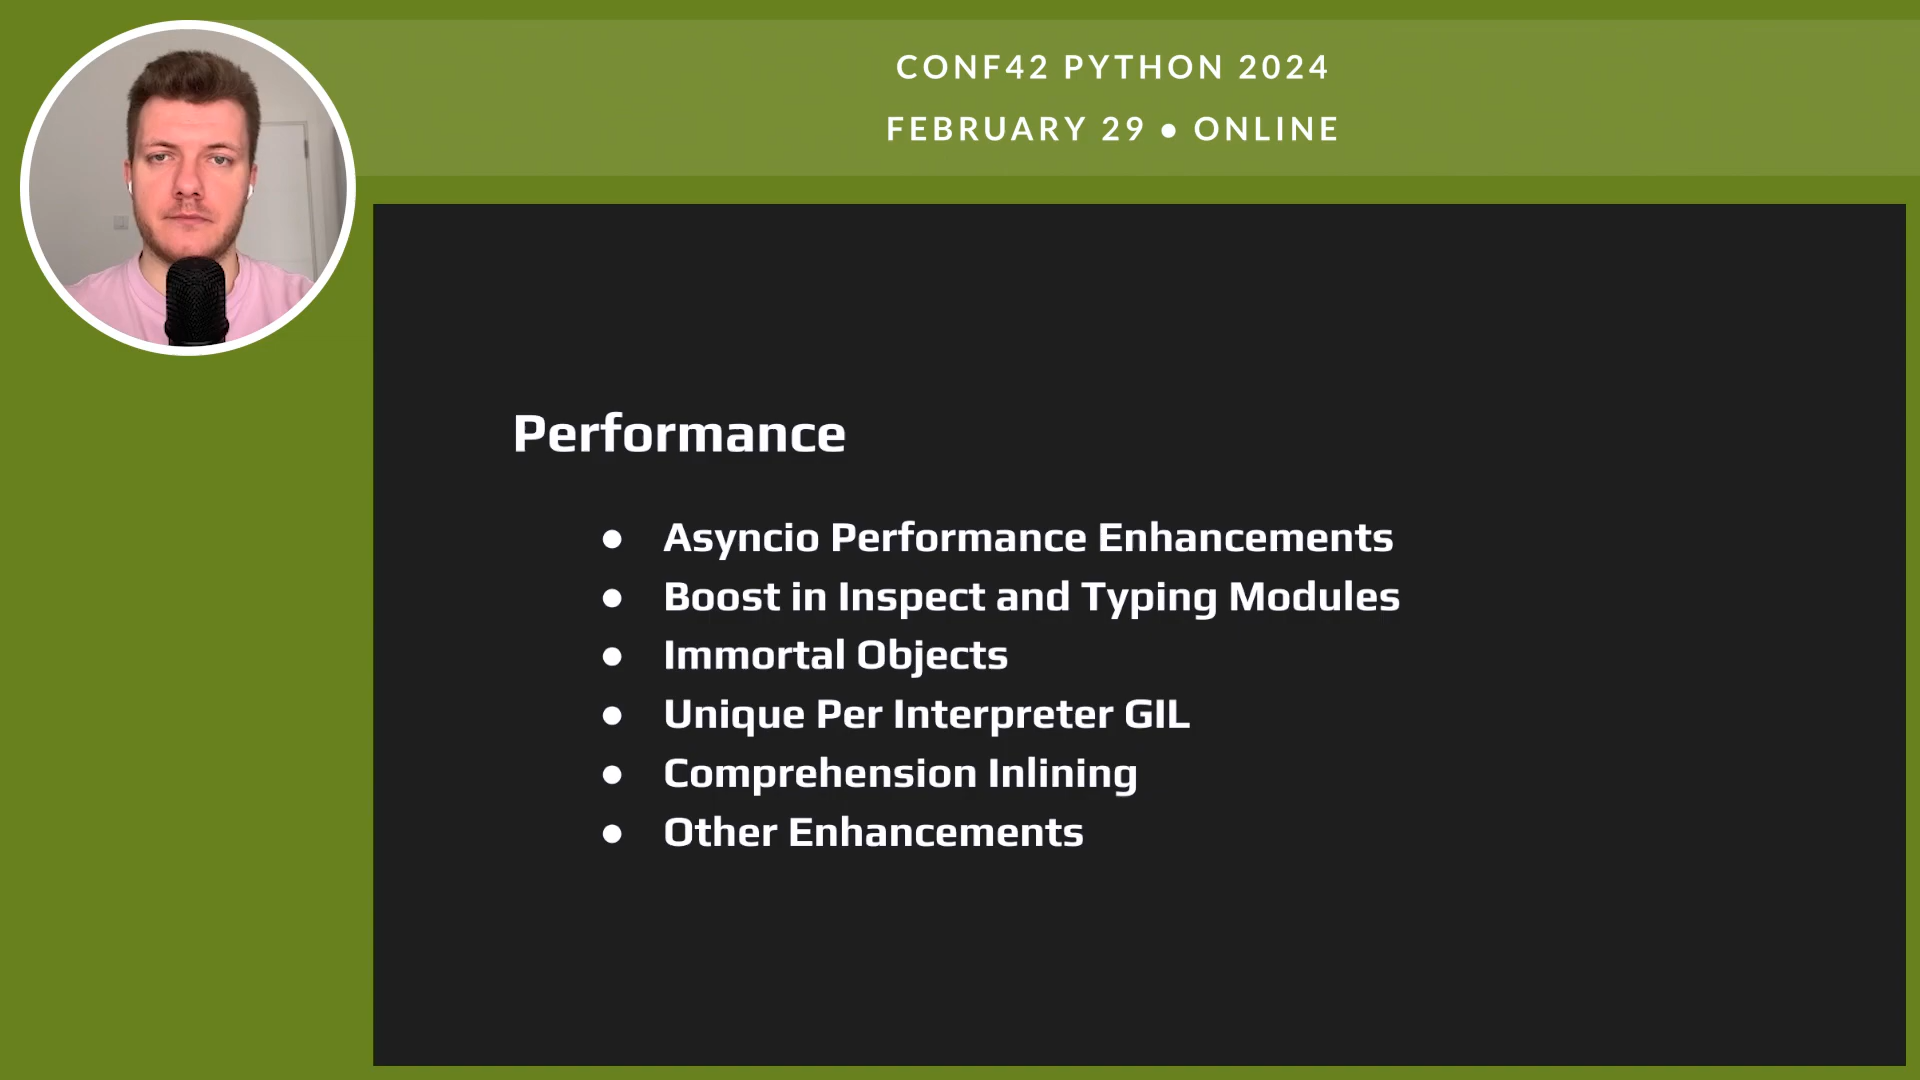 CONF42 PYTHON 2024
FEBRUARY 29 ● ONLINE
Performance
● Asyncio Performance Enhancements
● Boost in Inspect and Typing Modules
● Immortal Objects
● Unique Per Interpreter GIL
● Comprehension Inlining
● Other Enhancements